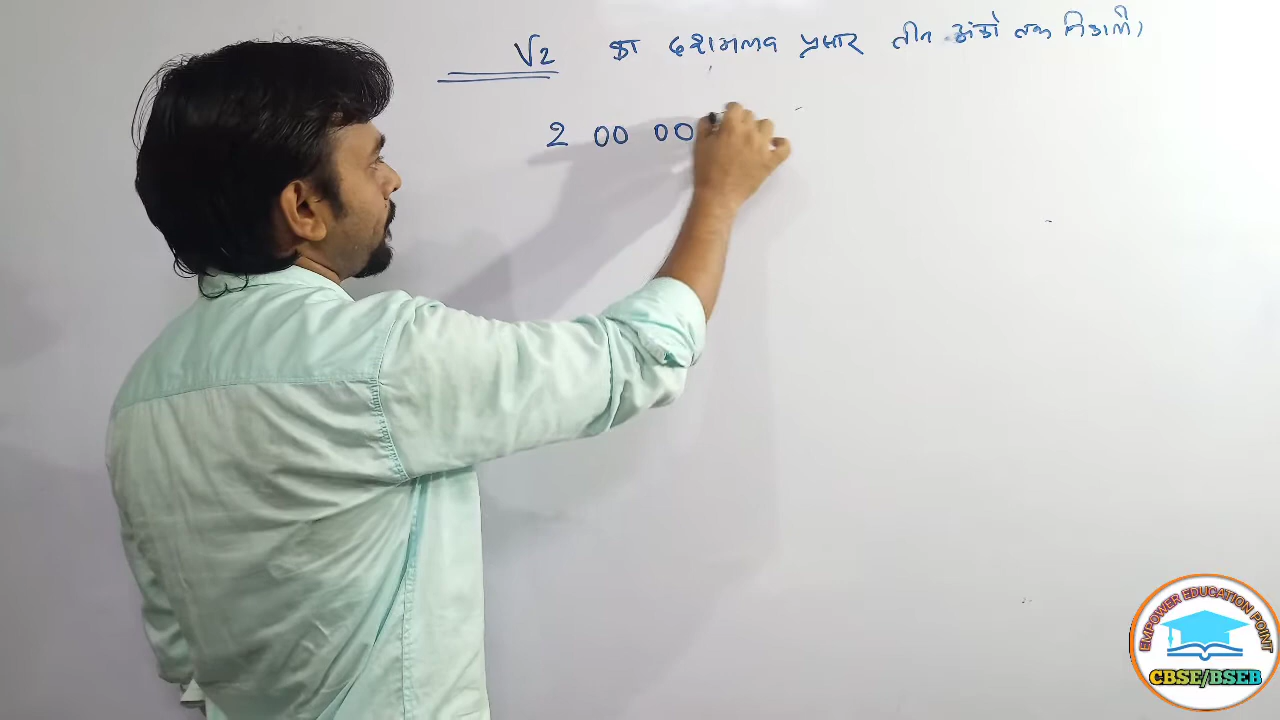 √2 का दशमलव प्रसार तीन अंको तक निकाले।
2 00 00
EMPOWER EDUCATION POINT
CBSE/BSEB